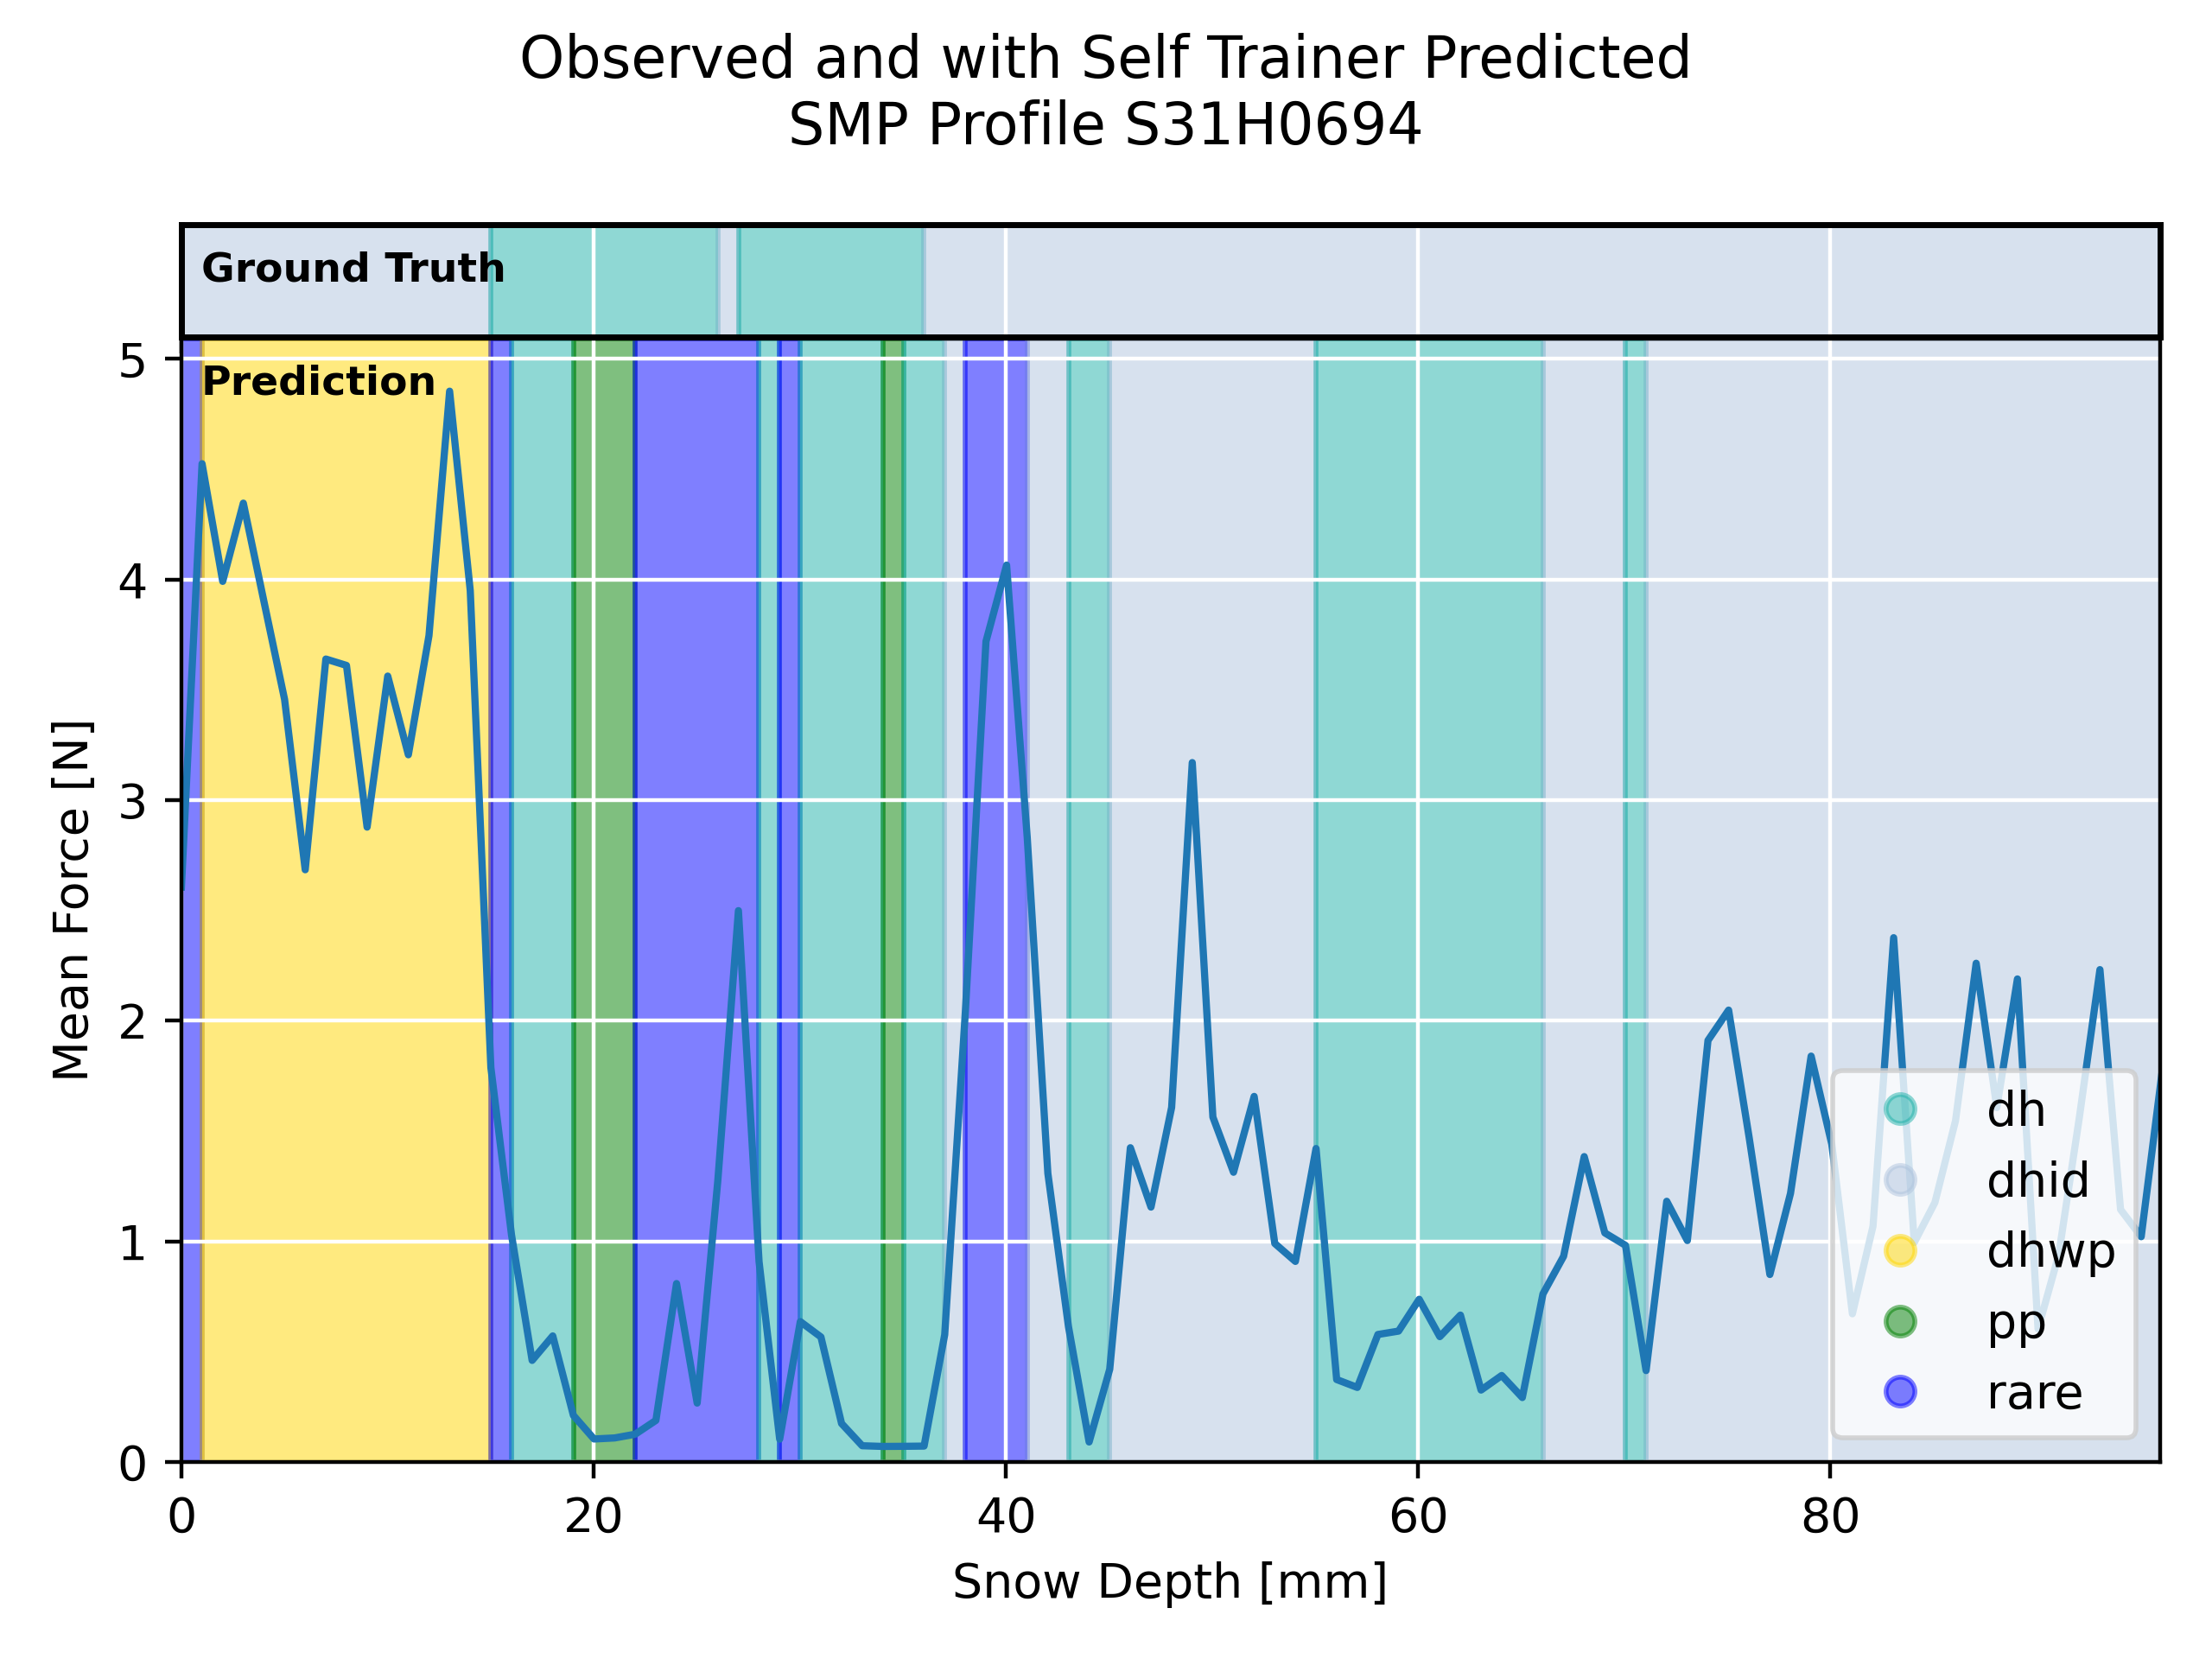 Observed and with Self Trainer Predicted
SMP Profile S31H0694
Ground Truth
Prediction
5
4
3
2
1
0
Mean Force [N]
0 20 40 60 80
Snow Depth [mm]
dh
dhid
dhwp
pp
rare